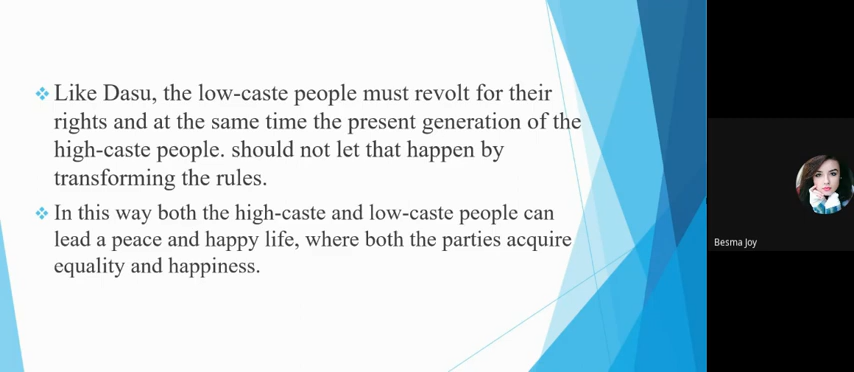 Like Dasu, the low-caste people must revolt for their
rights and at the same time the present generation of the
high-caste people. should not let that happen by
transforming the rules.
In this way both the high-caste and low-caste people can
lead a peace and happy life, where both the parties acquire
equality and happiness.
Besma Joy